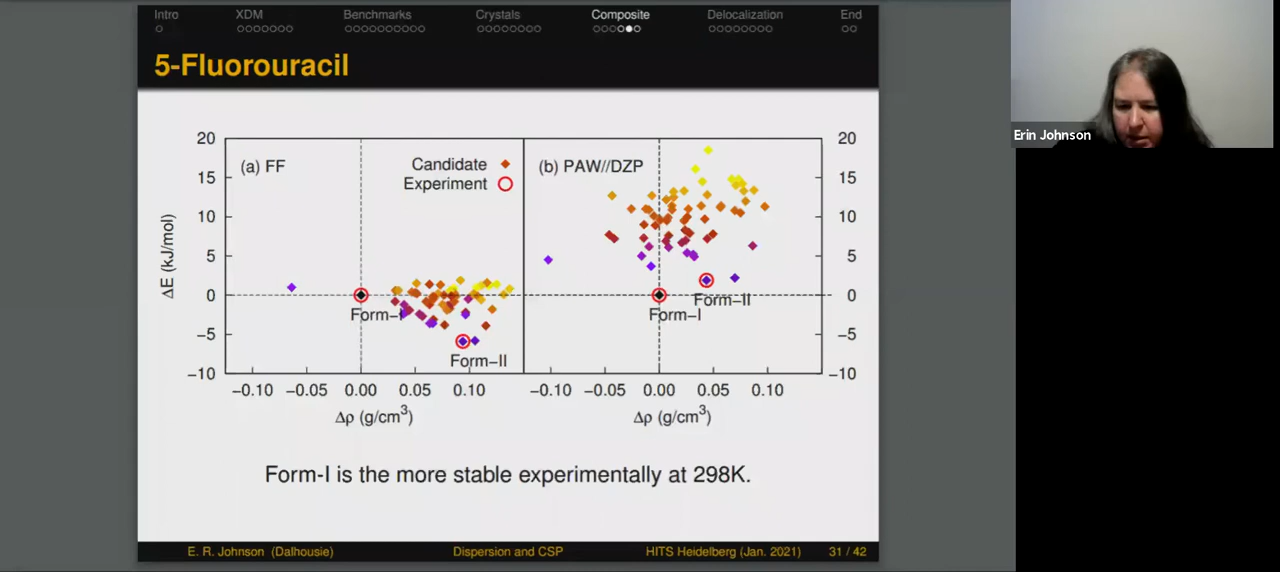 Intro XDM Benchmarks Crystals Composite Delocalization End
5-Fluorouracil
Erin Johnson
(a) FF
Candidate
Experiment
(b) PAW//DZP
20 20
15 15
10 10
5 5
0 0
−5 −5
−10 −10
ΔE (kJ/mol)
Form−I
Form−II
Form−I
Form−II
−0.10 −0.05 0.00 0.05 0.10 −0.10 −0.05 0.00 0.05 0.10
Δρ (g/cm³) Δρ (g/cm³)
Form-I is the more stable experimentally at 298K.
E. R. Johnson (Dalhousie) Dispersion and CSP HITS Heidelberg (Jan. 2021) 31 / 42